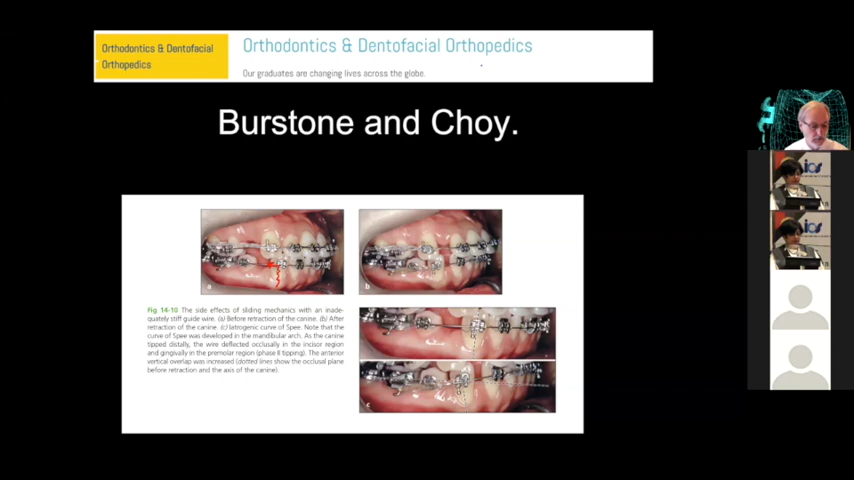 Orthodontics & Dentofacial
Orthopedics
Orthodontics & Dentofacial Orthopedics
Our graduates are changing lives across the globe.
Burstone and Choy.
a
b
Fig 14-10 The side effects of sliding mechanics with an inade-
quately stiff guide wire. (a) Before retraction of the canine. (b) After
retraction of the canine. (c) Iatrogenic curve of Spee. Note that the
curve of Spee was developed in the mandibular arch. As the canine
tipped distally, the wire deflected occlusally in the incisor region
and gingivally in the premolar region (phase II tipping). The anterior
vertical overlap was increased (dotted lines show the occlusal plane
before retraction and the axis of the canine).
c
ios